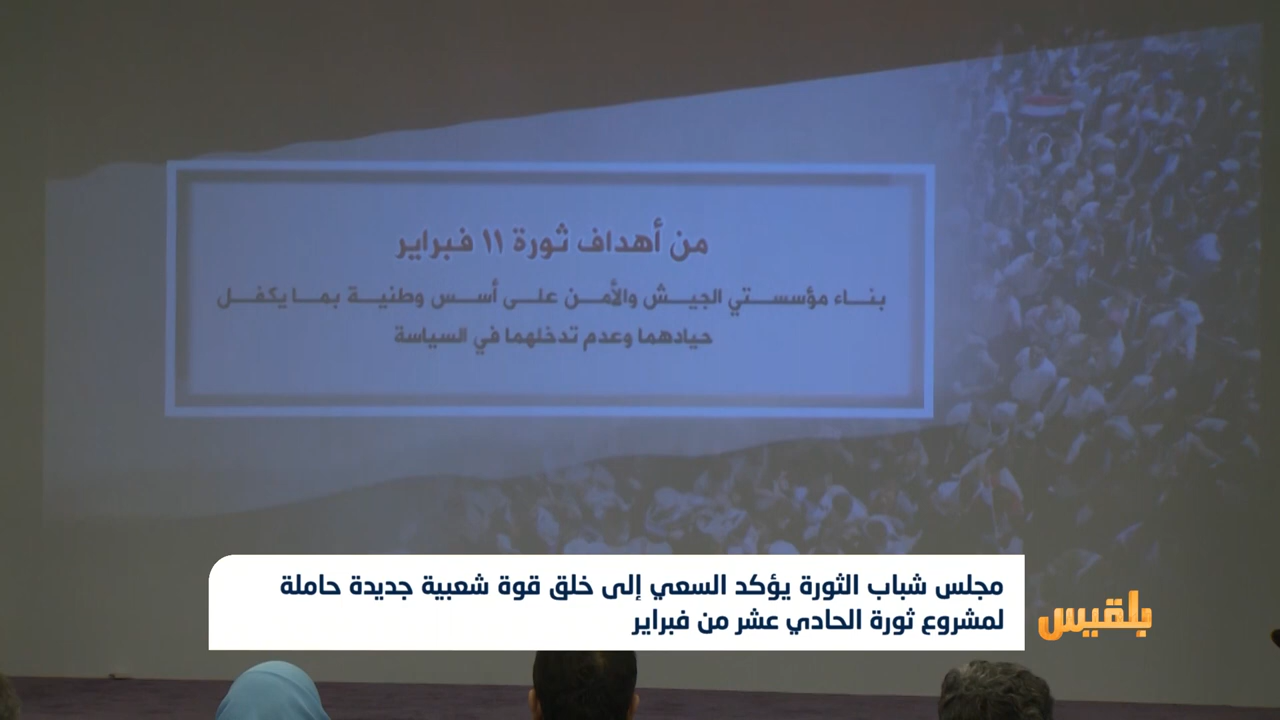 من أهداف ثورة ١١ فبراير
بناء مؤسستي الجيش والأمن على أسس وطنية بما يكفل
حيادهما وعدم تدخلهما في السياسة
مجلس شباب الثورة يؤكد السعي إلى خلق قوة شعبية جديدة حاملة
لمشروع ثورة الحادي عشر من فبراير
بلقيس